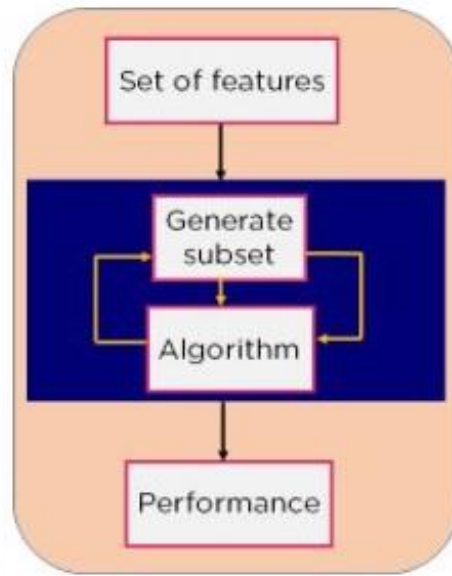 Set of features
Generate
subset
Algorithm
Performance